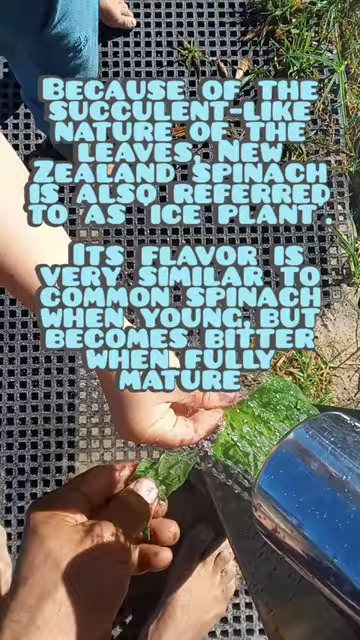 Because of the
succulent-like
nature of the
leaves, New
Zealand spinach
is also referred
to as 'ice plant'.
Its flavor is
very similar to
common spinach
when young, but
becomes bitter
when fully
mature